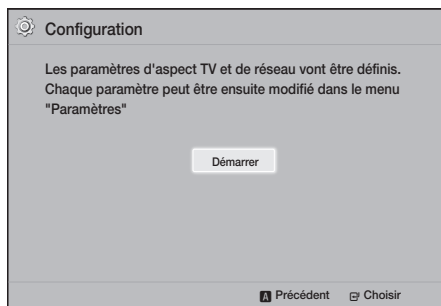 Configuration
Les paramètres d'aspect TV et de réseau vont être définis.
Chaque paramètre peut être ensuite modifié dans le menu
"Paramètres"
Démarrer
A Précédent Choisir